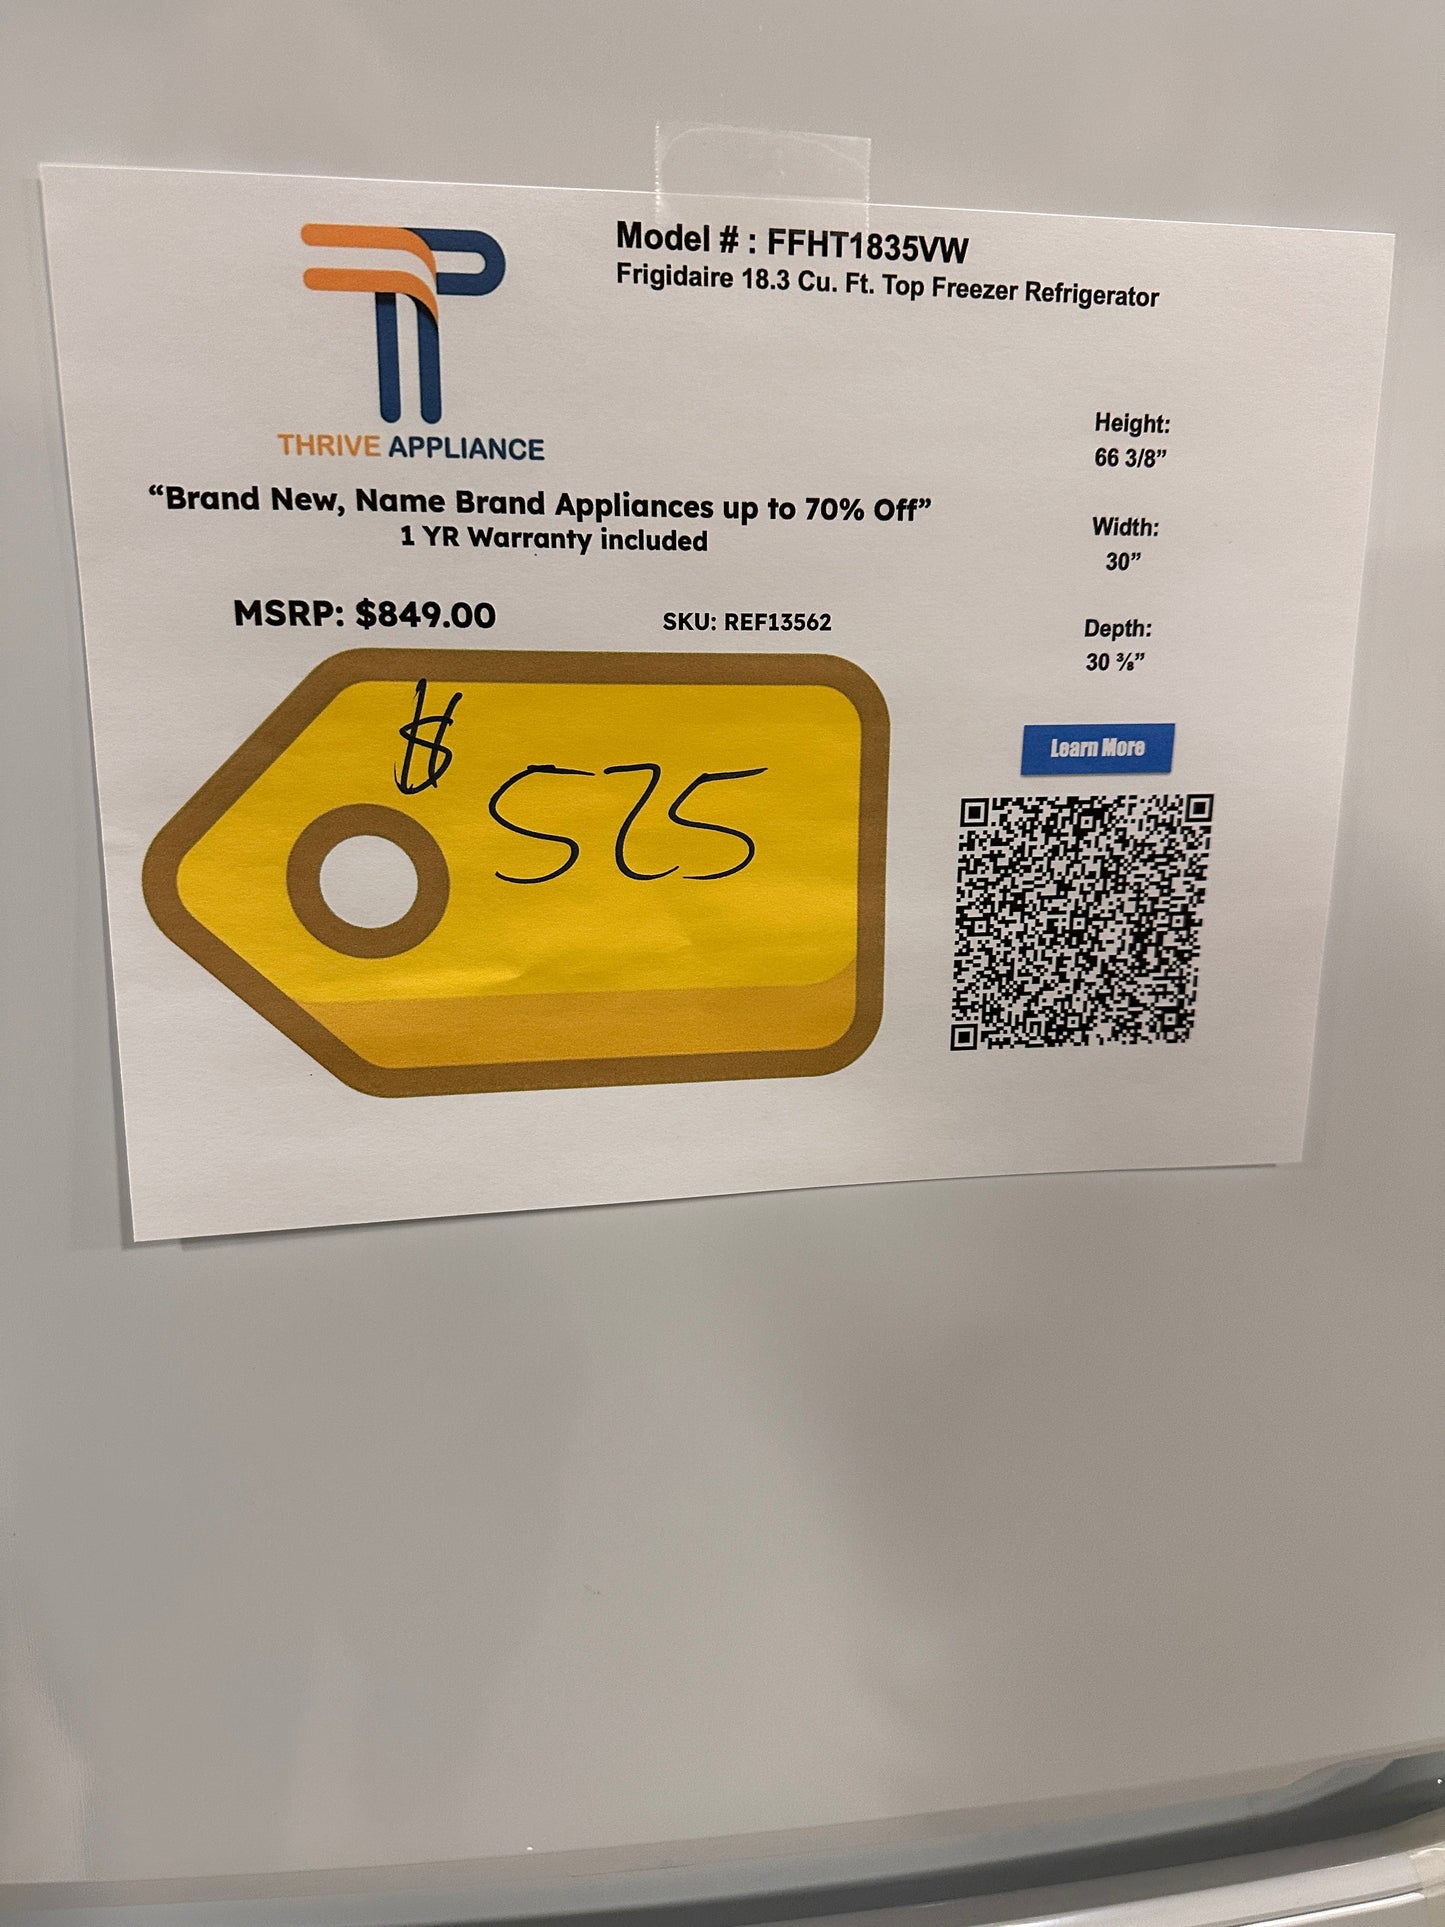 Model # : FFHT1835VW
Frigidaire 18.3 Cu. Ft. Top Freezer Refrigerator
THRIVE APPLIANCE
“Brand New, Name Brand Appliances up to 70% Off”
1 YR Warranty included
MSRP: $849.00
SKU: REF13562
$ 525
Height:
66 3/8”
Width:
30”
Depth:
30 ⅜”
Learn More